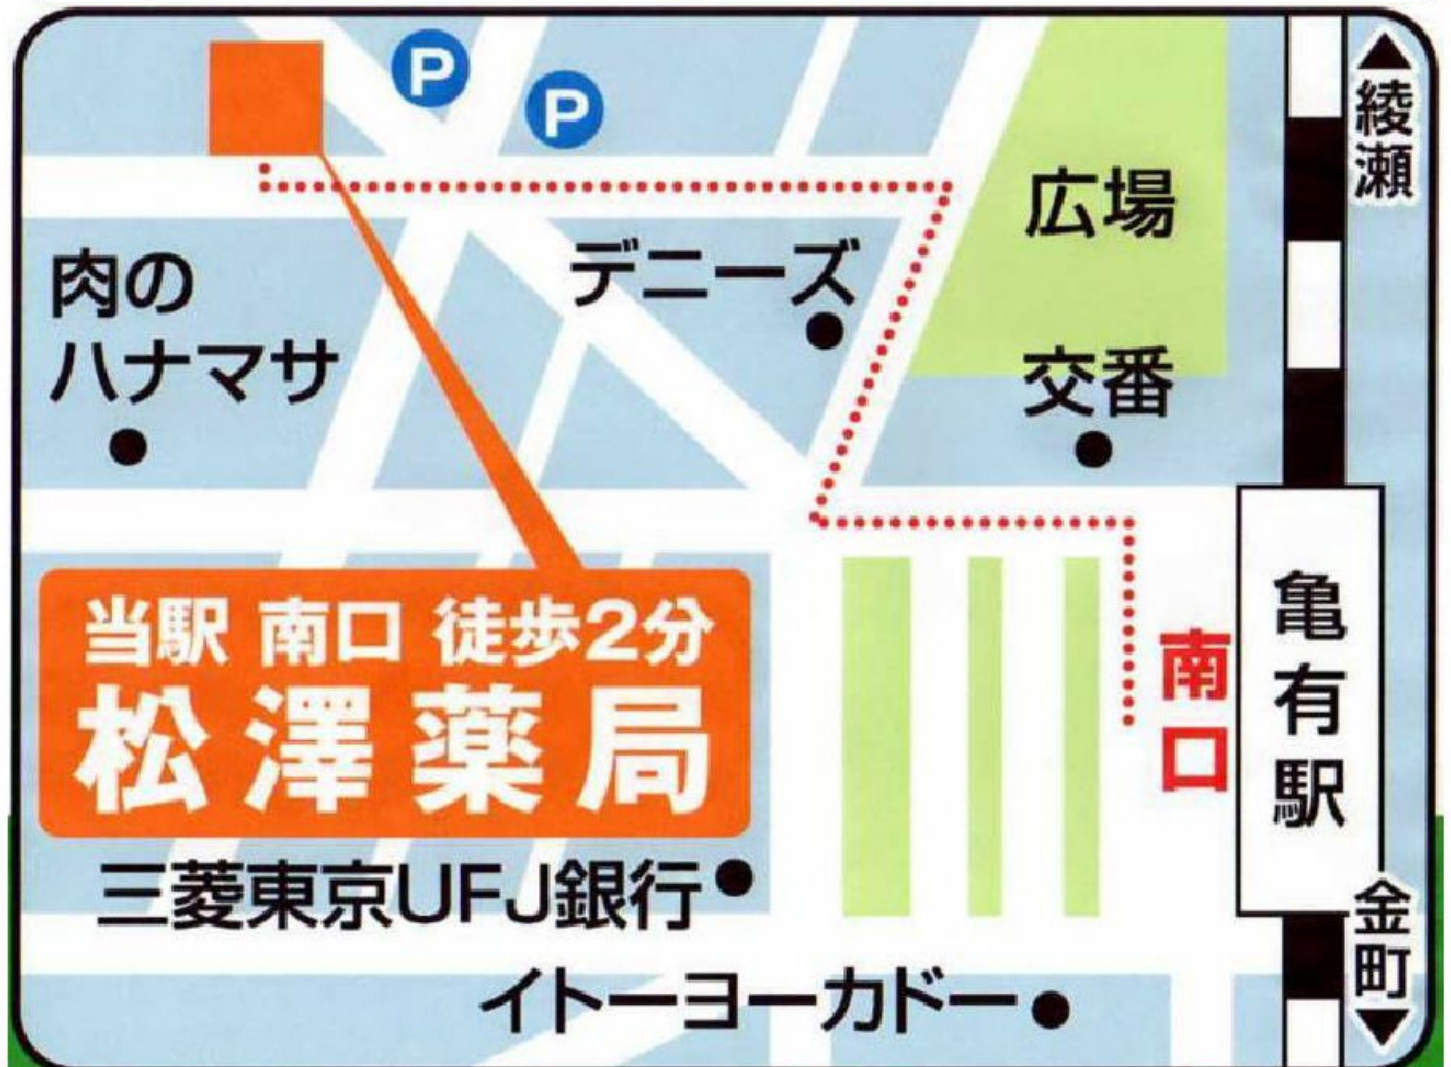 P
P
▲綾瀬
広場
デニーズ
肉の
ハナマサ
交番
当駅 南口 徒歩2分
松澤薬局
南口
亀有駅
三菱東京UFJ銀行
金町▼
イトーヨーカドー